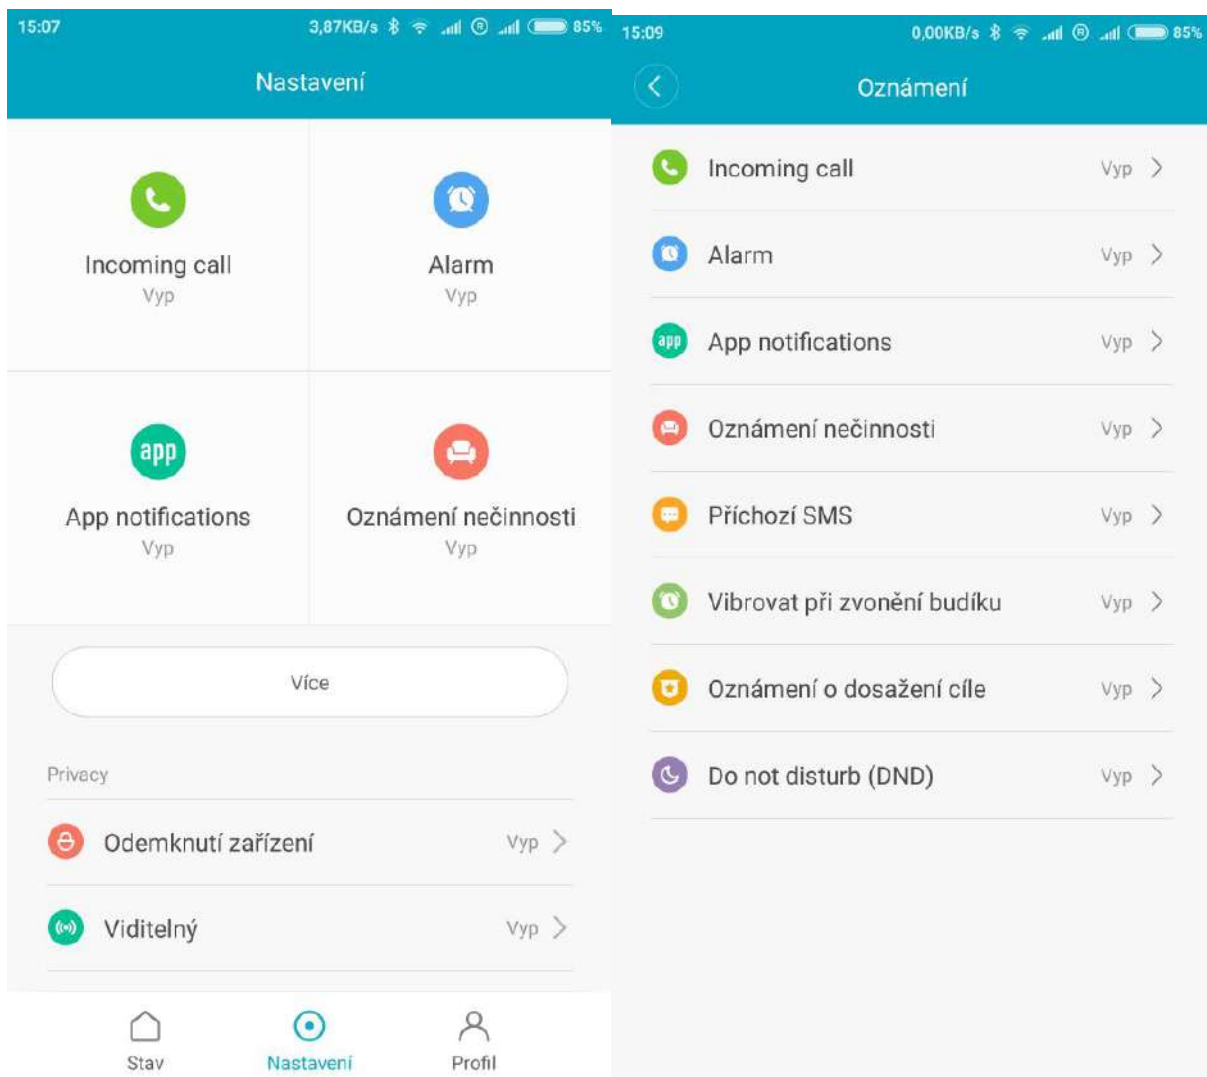 15:07 3,87KB/s 85%
Nastavení
Incoming call
Vyp
Alarm
Vyp
app
App notifications
Vyp
Oznámení nečinnosti
Vyp
Více
Privacy
Odemknutí zařízení Vyp
Viditelný Vyp
Stav Nastavení Profil
15:09 0,00KB/s ® 85%
Oznámení
Incoming call Vyp
Alarm Vyp
app App notifications Vyp
Oznámení nečinnosti Vyp
Příchozí SMS Vyp
Vibrovat při zvonění budíku Vyp
Oznámení o dosažení cíle Vyp
Do not disturb (DND) Vyp